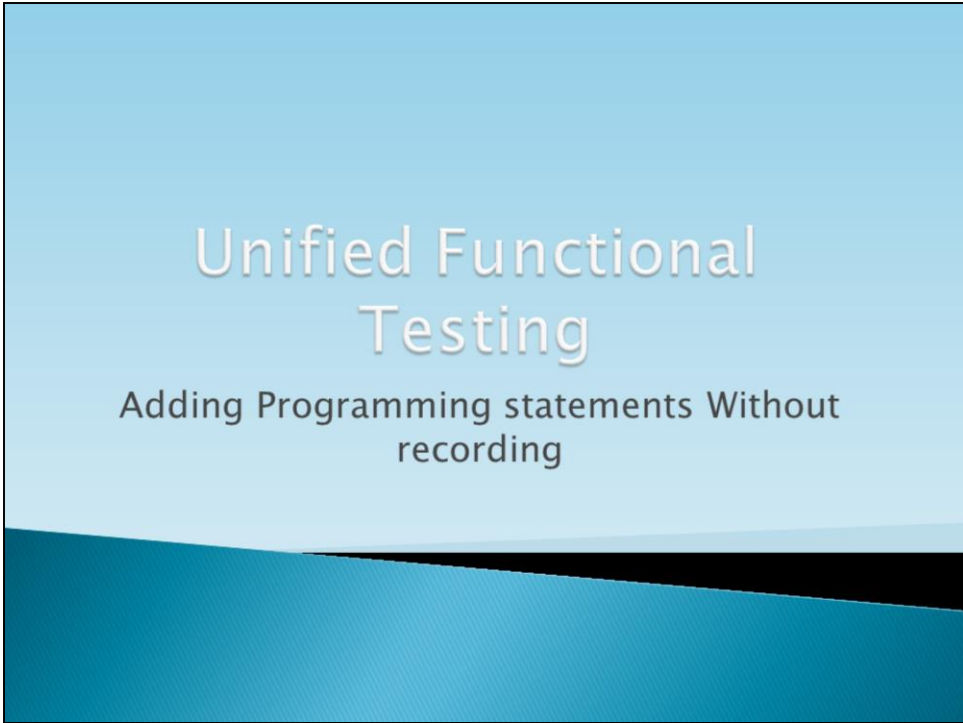 Unified Functional
Testing
Adding Programming statements Without
recording